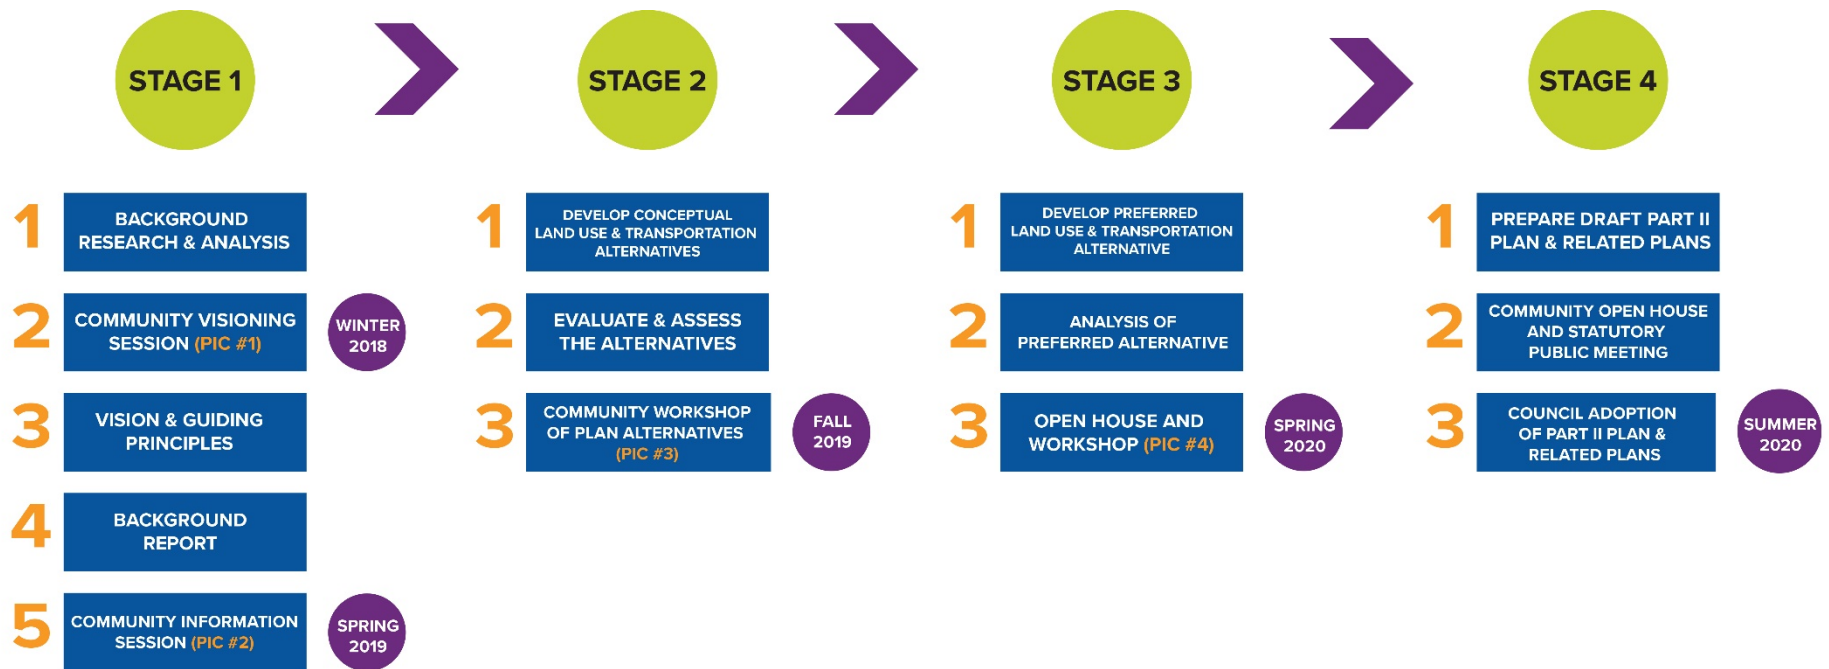 STAGE 1
1
BACKGROUND
RESEARCH & ANALYSIS
2
COMMUNITY VISIONING
SESSION (PIC #1)
WINTER
2018
3
VISION & GUIDING
PRINCIPLES
4
BACKGROUND
REPORT
5
COMMUNITY INFORMATION
SESSION (PIC #2)
SPRING
2019
STAGE 2
1
DEVELOP CONCEPTUAL
LAND USE & TRANSPORTATION
ALTERNATIVES
2
EVALUATE & ASSESS
THE ALTERNATIVES
3
COMMUNITY WORKSHOP
OF PLAN ALTERNATIVES
(PIC #3)
FALL
2019
STAGE 3
1
DEVELOP PREFERRED
LAND USE & TRANSPORTATION
ALTERNATIVE
2
ANALYSIS OF
PREFERRED ALTERNATIVE
3
OPEN HOUSE AND
WORKSHOP (PIC #4)
SPRING
2020
STAGE 4
1
PREPARE DRAFT PART II
PLAN & RELATED PLANS
2
COMMUNITY OPEN HOUSE
AND STATUTORY
PUBLIC MEETING
3
COUNCIL ADOPTION
OF PART II PLAN &
RELATED PLANS
SUMMER
2020